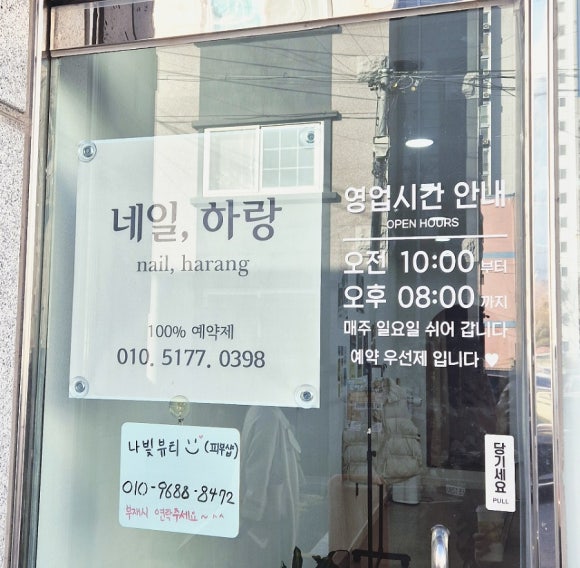 네일, 하랑
nail, harang
100% 예약제
010. 5177. 0398
영업시간 안내
OPEN HOURS
오전 10:00 부터
오후 08:00 까지
매주 일요일 쉬어 갑니다
예약 우선제 입니다 ♥
나빛뷰티 (피부샵)
010-9688-8472
부재시 연락주세요~^^
당기세요
PULL